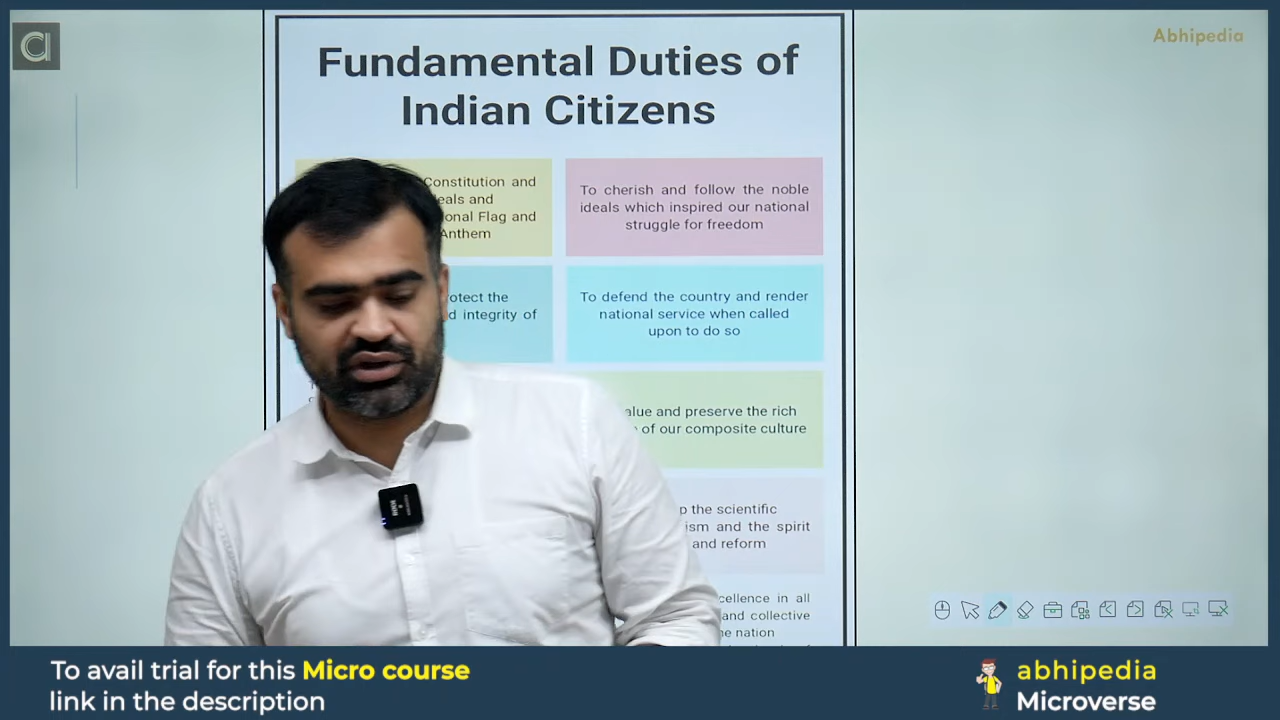 Abhipedia
Fundamental Duties of
Indian Citizens
Constitution and
eals and
onal Flag and
Anthem
To cherish and follow the noble
ideals which inspired our national
struggle for freedom
otect the
d integrity of
To defend the country and render
national service when called
upon to do so
alue and preserve the rich
of our composite culture
p the scientific
ism and the spirit
and reform
cellence in all
and collective
e nation
To avail trial for this Micro course
link in the description
abhipedia
Microverse